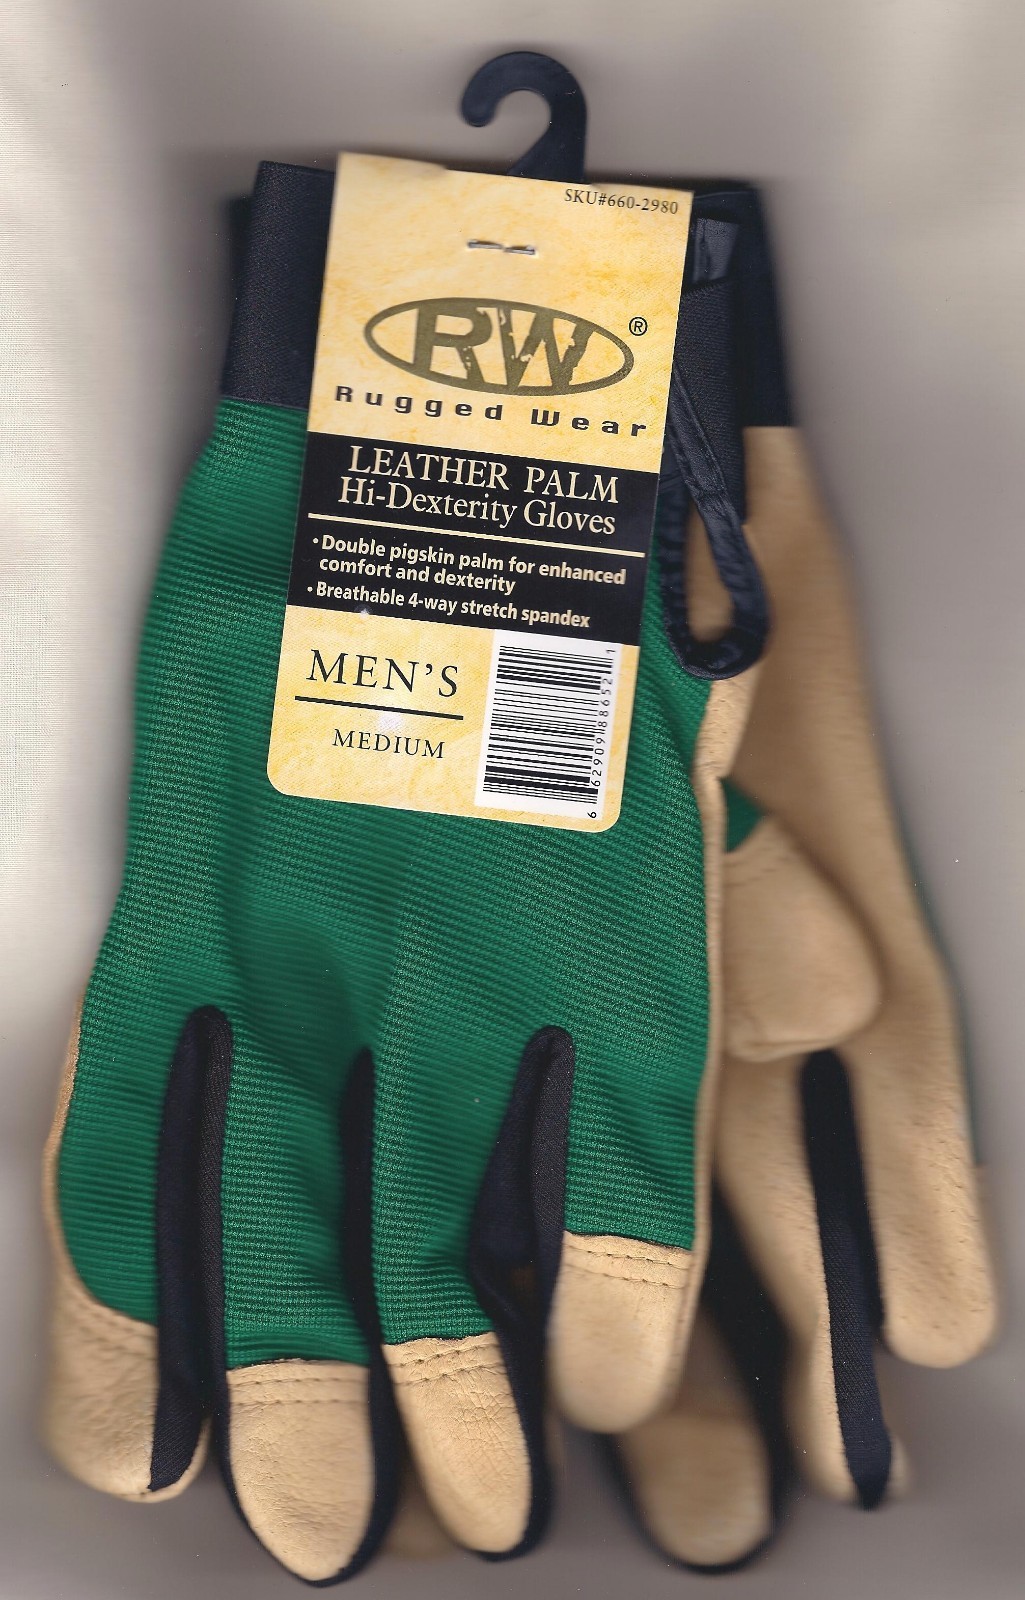 SKU#660-2980
RW®
Rugged Wear
LEATHER PALM
Hi-Dexterity Gloves
• Double pigskin palm for enhanced
comfort and dexterity
• Breathable 4-way stretch spandex
MEN'S
MEDIUM
6 62909 88652 1